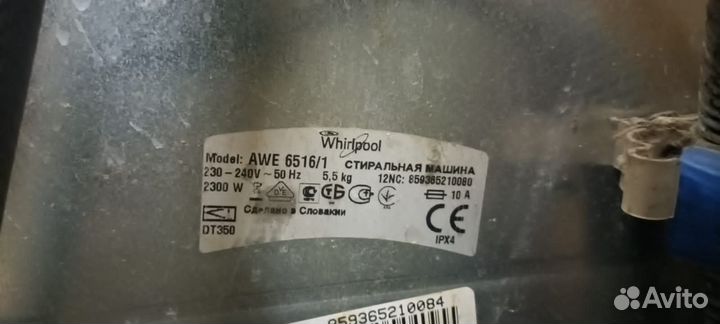 Whirlpool
Model: AWE 6516/1 СТИРАЛЬНАЯ МАШИНА
230-240V ~ 50 Hz 5,5 kg 12NC: 859365210080
2300 W 10 A
Сделано в Словакии
DT350 CE IPX4
859365210084
Avito